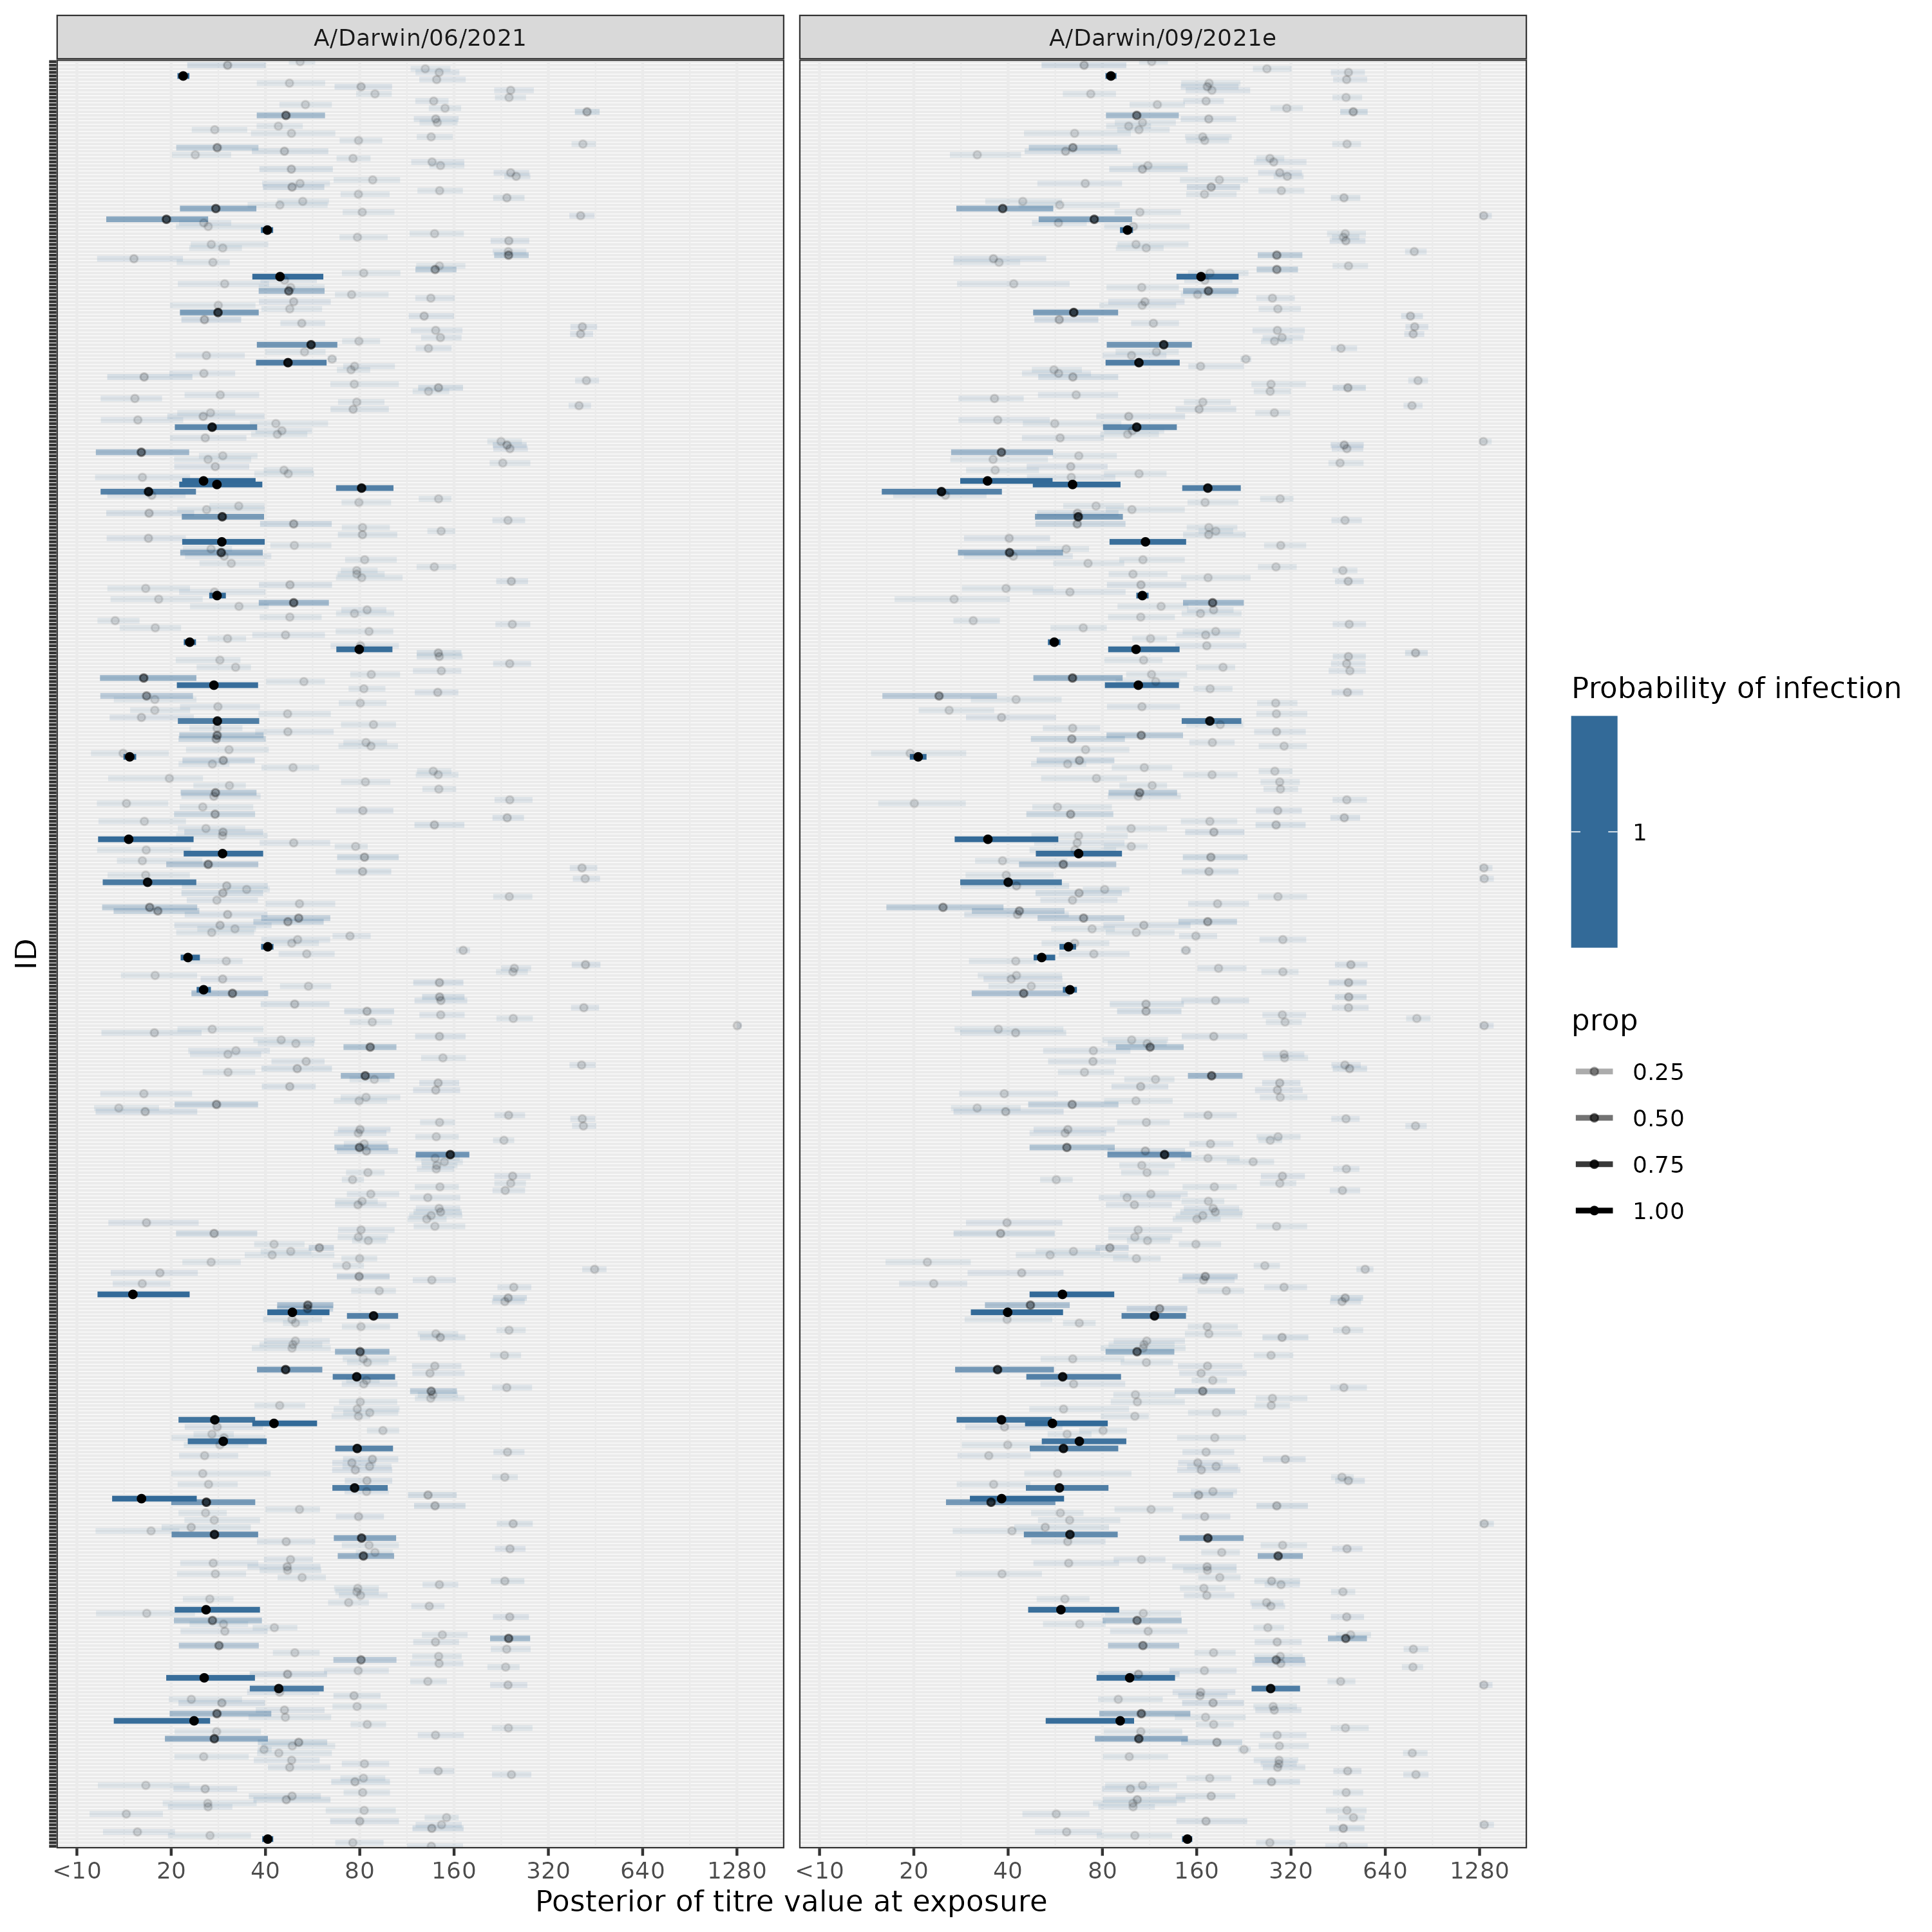 A/Darwin/06/2021
A/Darwin/09/2021e
ID
<10 20 40 80 160 320 640 1280
<10 20 40 80 160 320 640 1280
Posterior of titre value at exposure
Probability of infection
1
prop
0.25
0.50
0.75
1.00